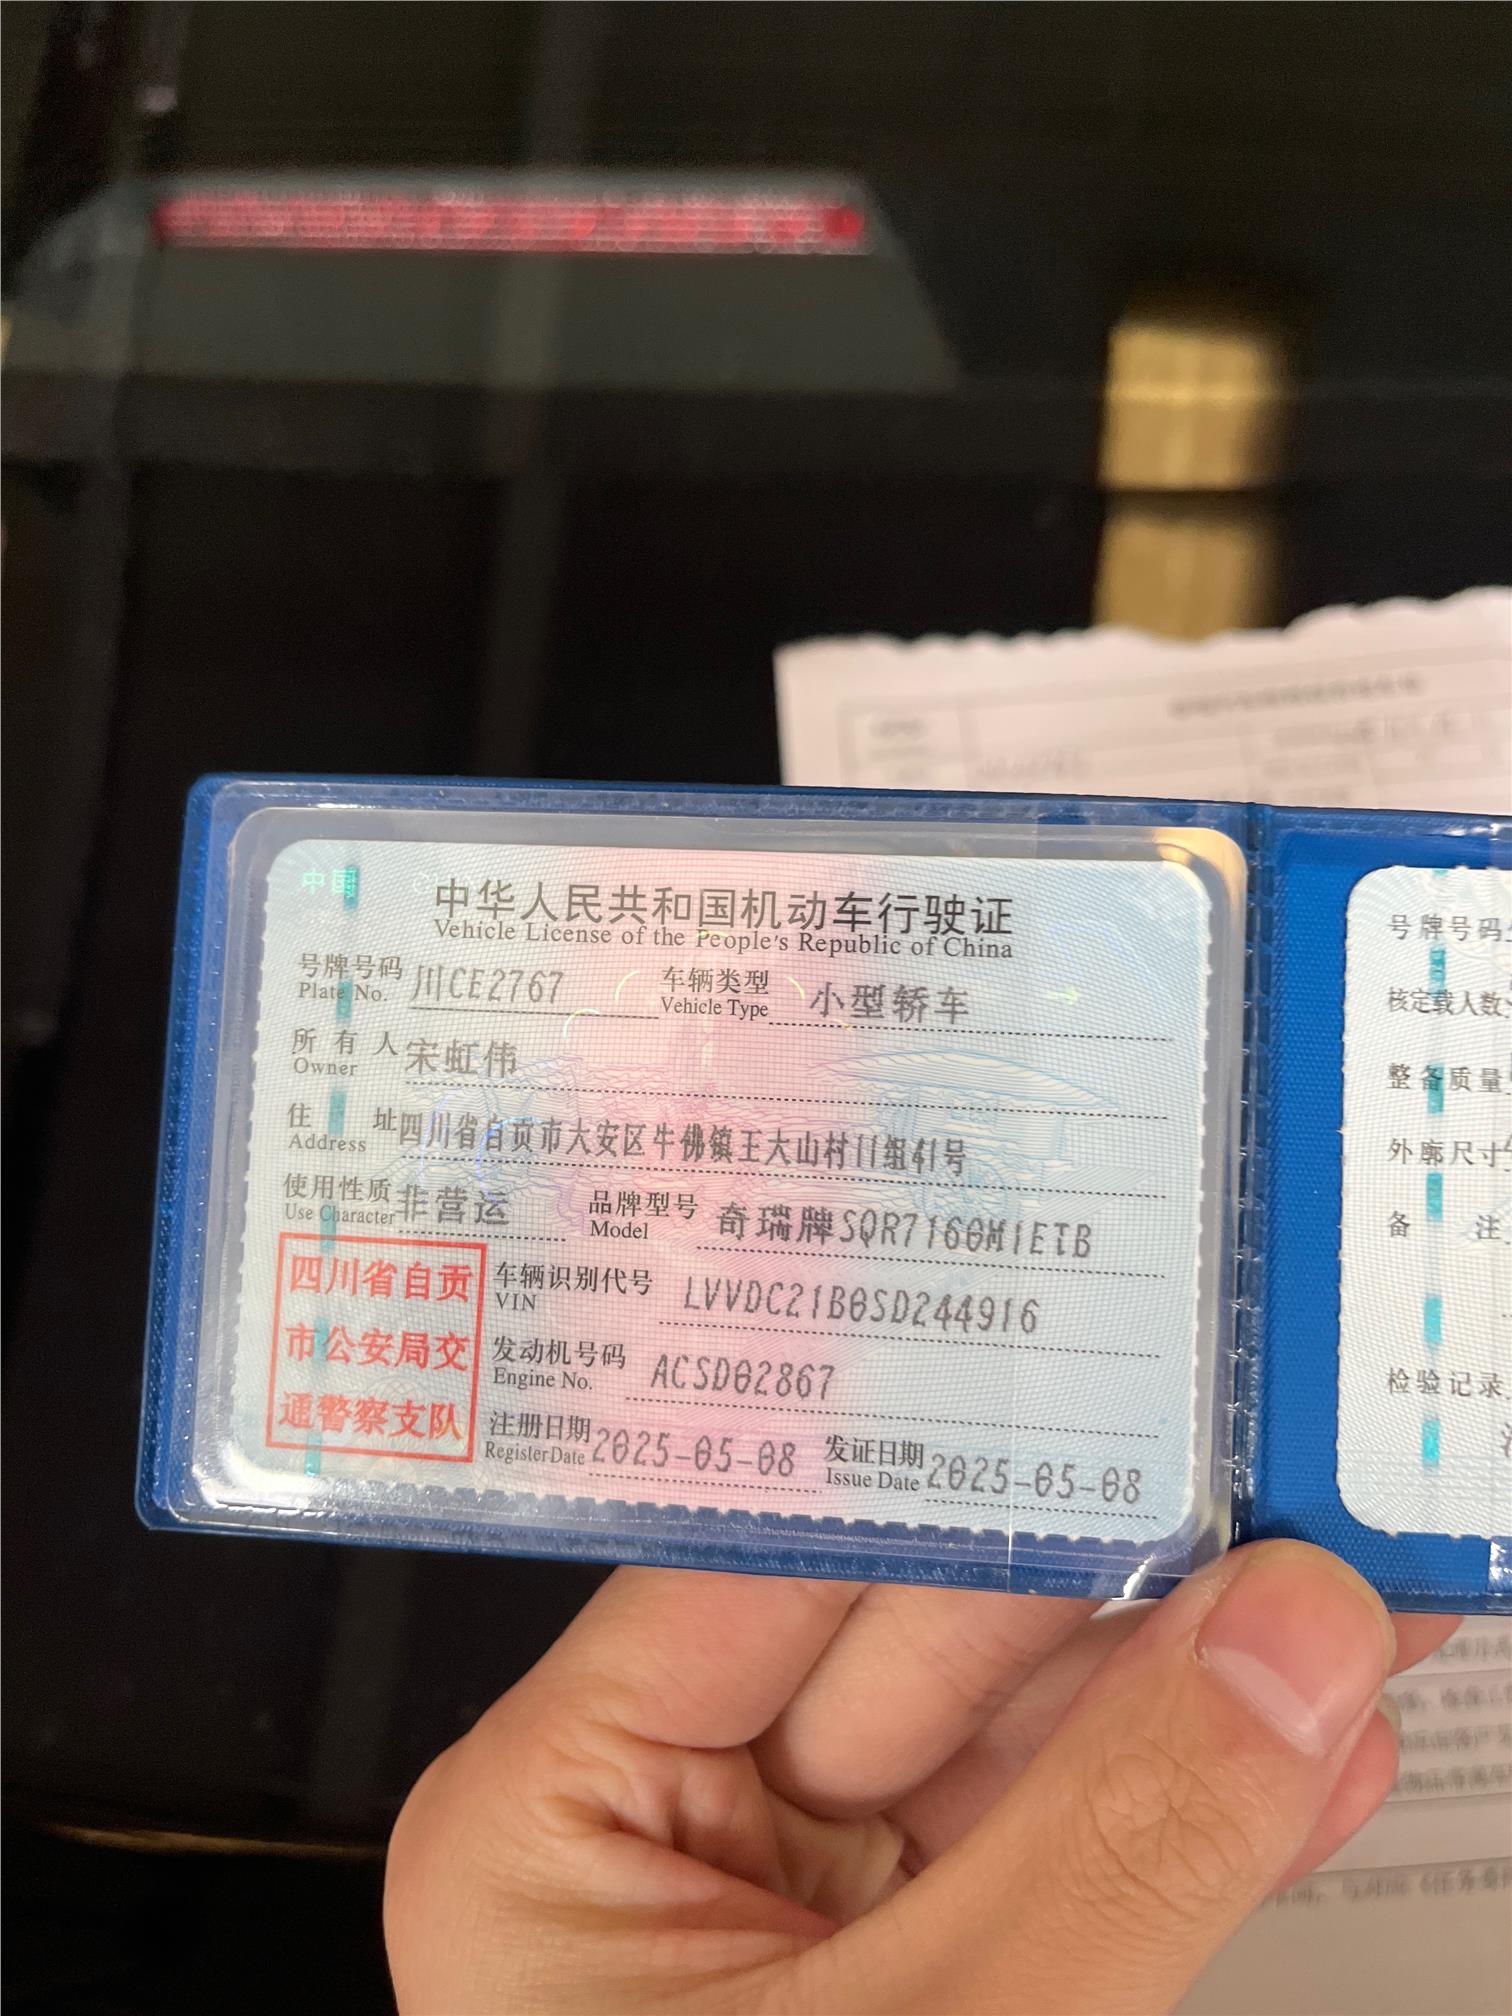 中国
中华人民共和国机动车行驶证
Vehicle License of the People's Republic of China
号牌号码 川CE2767 车辆类型 小型轿车
Plate No. Vehicle Type
所有人 宋虹伟
Owner
住址 四川省自贡市大安区牛佛镇王大山村11组41号
Address
使用性质 非营运 品牌型号 奇瑞牌SQR7160M1ETB
Use Character Model
四川省自贡
市公安局交
通警察支队
车辆识别代号 LVVDC21B0SD244916
VIN
发动机号码 ACSD02867
Engine No.
注册日期 2025-05-08 发证日期 2025-05-08
Register Date Issue Date
号牌号码
核定载人数
整备质量
外廓尺寸
备注
检验记录